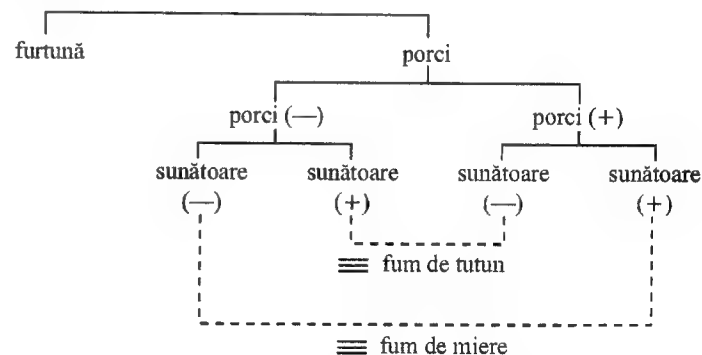 furtună porci
porci (—) porci (+)
sunătoare sunătoare sunătoare sunătoare
(—) (+) (—) (+)
≡ fum de tutun
≡ fum de miere